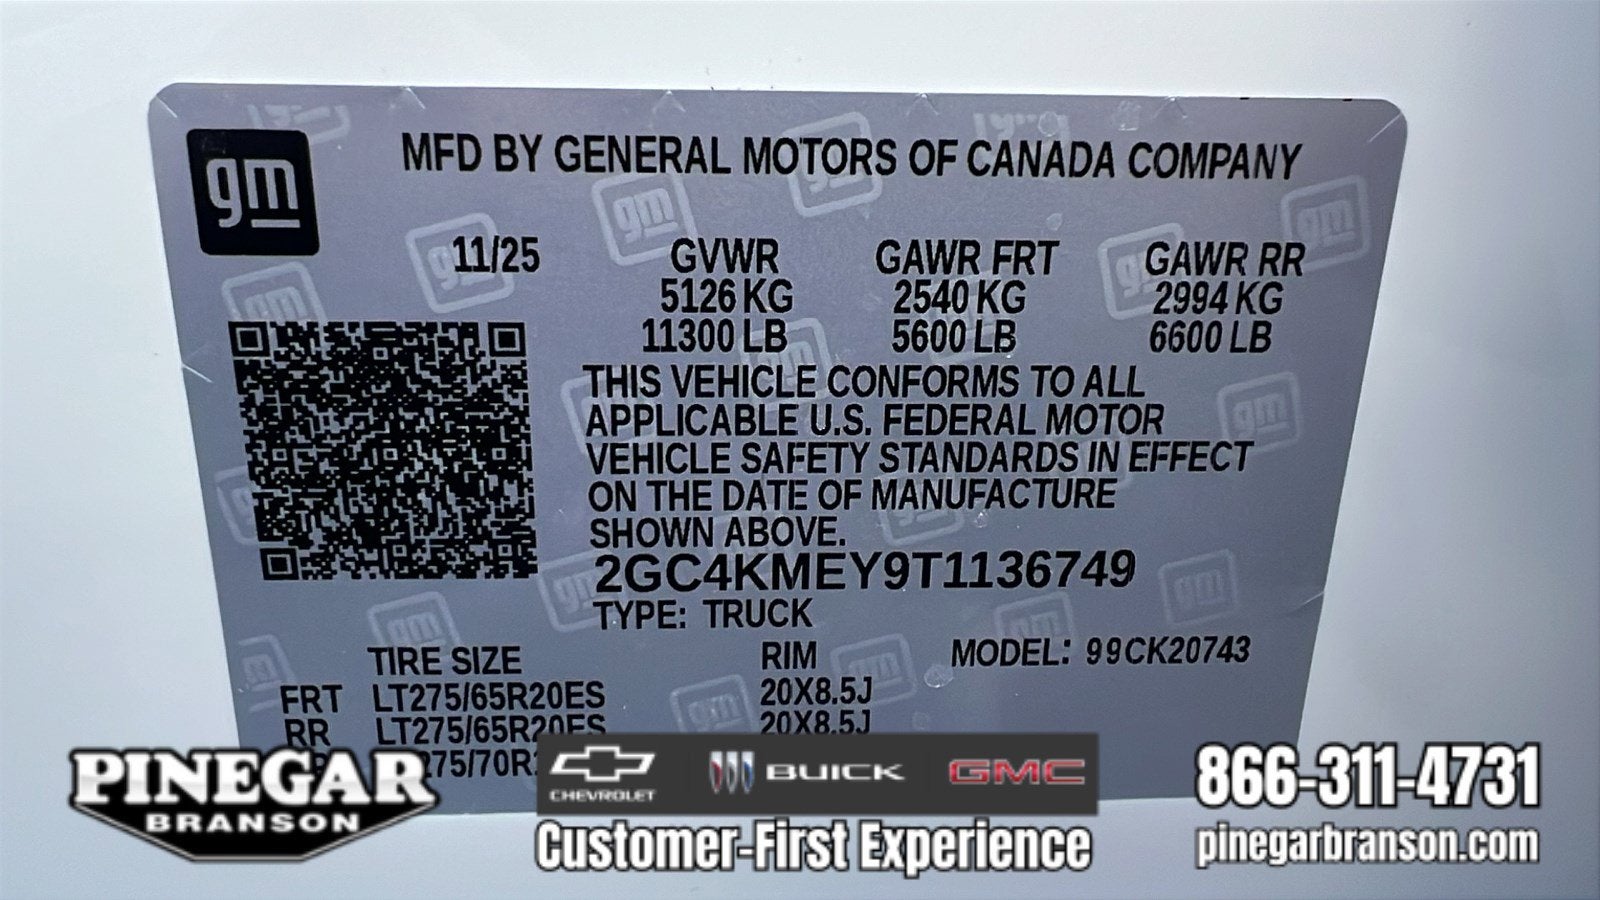 gm
MFD BY GENERAL MOTORS OF CANADA COMPANY
11/25 GVWR GAWR FRT GAWR RR
5126 KG 2540 KG 2994 KG
11300 LB 5600 LB 6600 LB
THIS VEHICLE CONFORMS TO ALL
APPLICABLE U.S. FEDERAL MOTOR
VEHICLE SAFETY STANDARDS IN EFFECT
ON THE DATE OF MANUFACTURE
SHOWN ABOVE.
2GC4KMEY9T1136749
TYPE: TRUCK
TIRE SIZE RIM MODEL: 99CK20743
FRT LT275/65R20ES 20X8.5J
RR LT275/65R20ES 20X8.5J
PINEGAR
BRANSON
CHEVROLET
BUICK
GMC
Customer-First Experience
866-311-4731
pinegarbranson.com